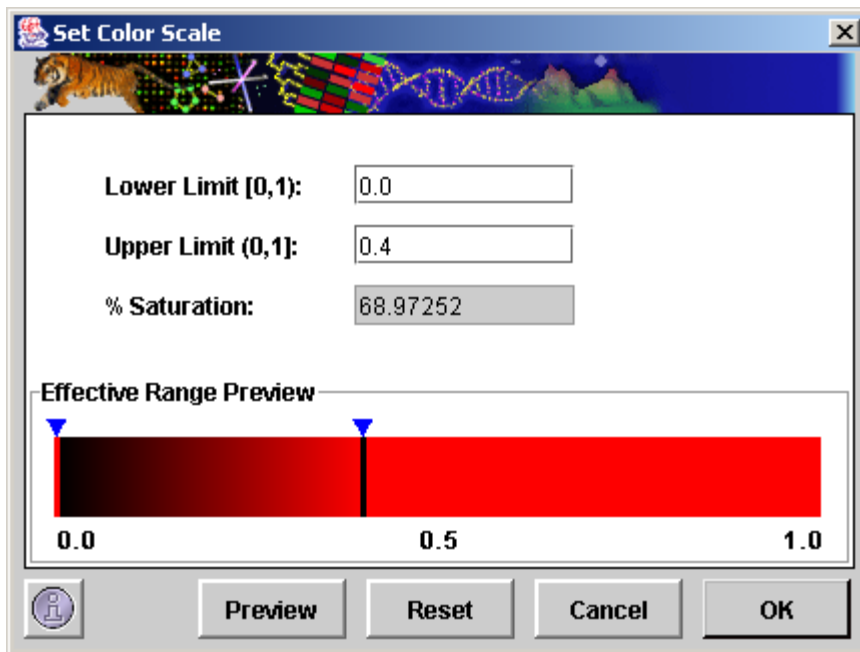 Set Color Scale
Lower Limit [0,1): 0.0
Upper Limit (0,1]: 0.4
% Saturation: 68.97252
Effective Range Preview
0.0 0.5 1.0
Preview Reset Cancel OK